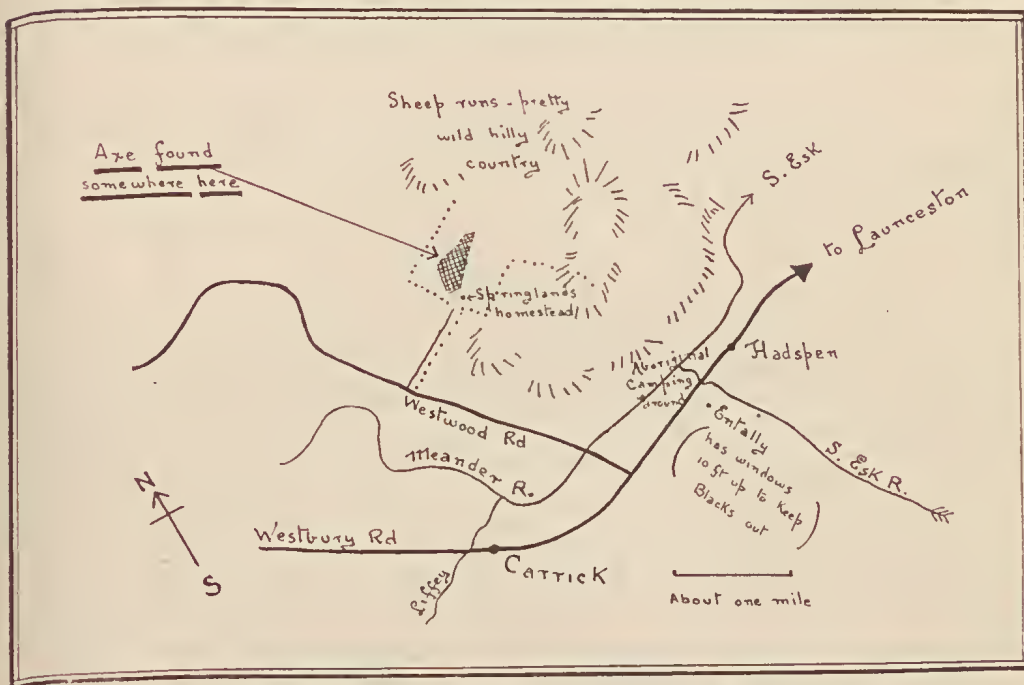 Sheep runs - pretty
wild hilly
country
Axe found
somewhere here
S. Esk
to Launceston
Springlands
homestead
Hadspen
Aboriginal
Camping
Ground
Westwood Rd
Entally
(has windows
10 ft up to keep
Blacks out)
S. Esk R.
Meander R.
N
S
Westbury Rd
Carrick
Liffey
About one mile